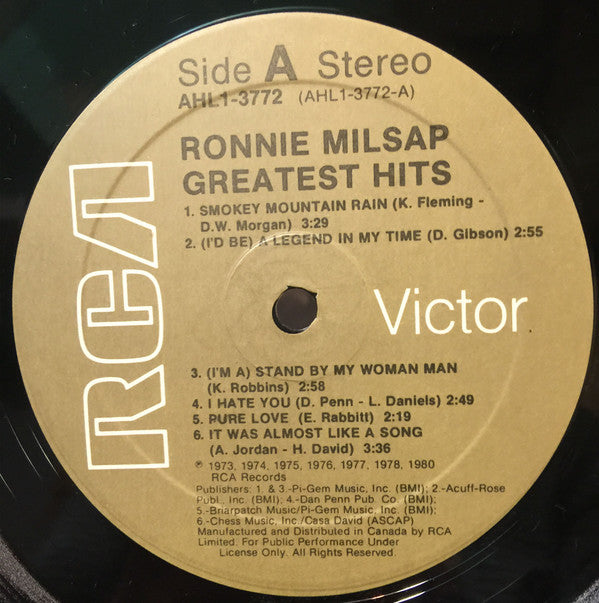 Side A Stereo
AHL1-3772 (AHL1-3772-A)
RONNIE MILSAP
GREATEST HITS
1. SMOKEY MOUNTAIN RAIN (K. Fleming -
D.W. Morgan) 3:29
2. (I'D BE) A LEGEND IN MY TIME (D. Gibson) 2:55
RCA
Victor
3. (I'M A) STAND BY MY WOMAN MAN
(K. Robbins) 2:58
4. I HATE YOU (D. Penn - L. Daniels) 2:49
5. PURE LOVE (E. Rabbitt) 2:19
6. IT WAS ALMOST LIKE A SONG
(A. Jordan - H. David) 3:36
℗ 1973, 1974, 1975, 1976, 1977, 1978, 1980
RCA Records
Publishers: 1. & 3.-Pi-Gem Music, Inc. (BMI); 2.-Acuff-Rose
Publ., Inc. (BMI); 4.-Dan Penn Pub. Co. (BMI);
5.-Briarpatch Music/Pi-Gem Music, Inc. (BMI);
6.-Chess Music, Inc./Casa David (ASCAP)
Manufactured and Distributed in Canada by RCA
Limited. For Public Performance Under
License Only. All Rights Reserved.